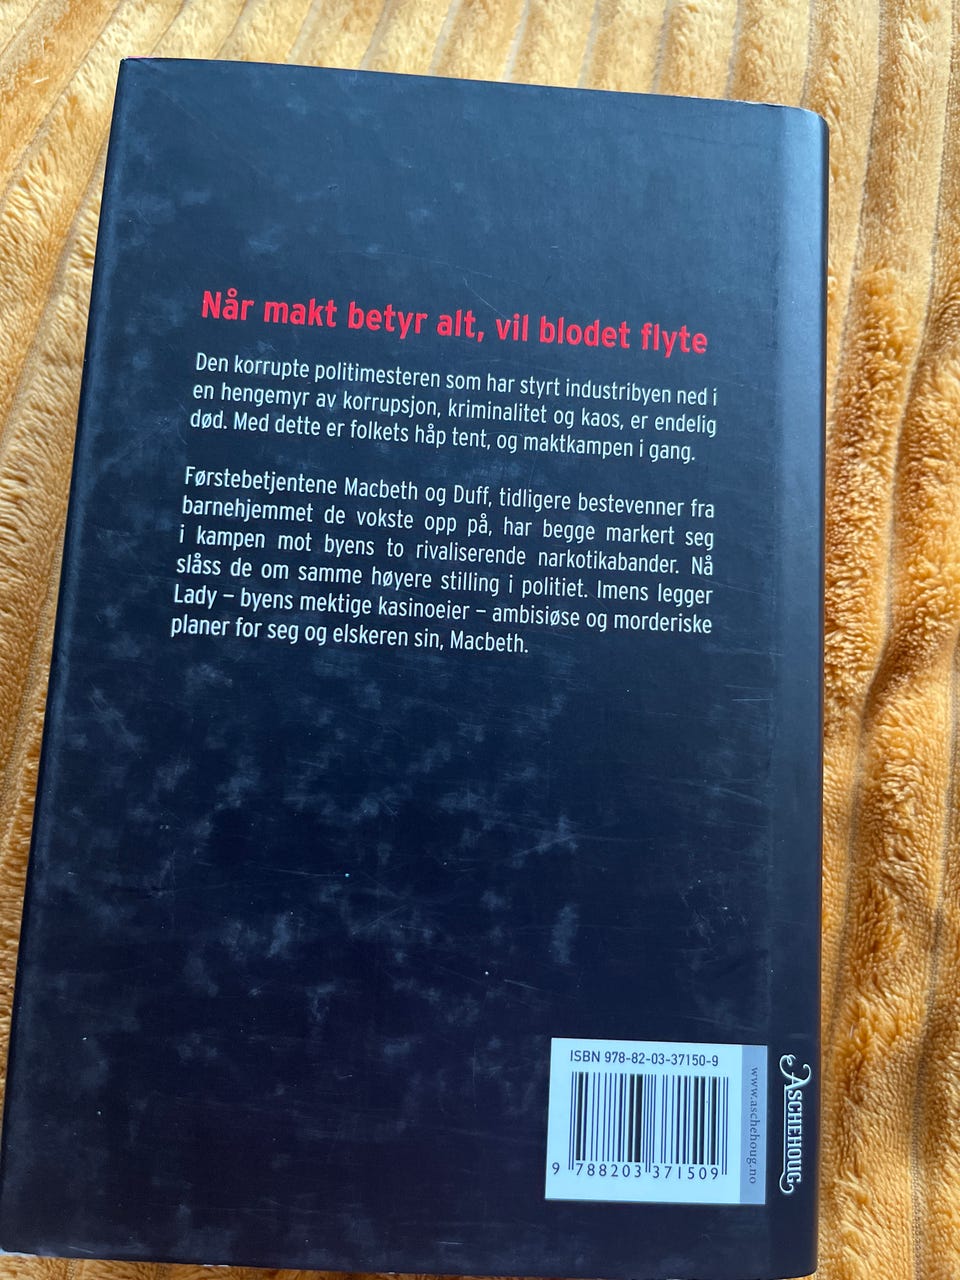 Når makt betyr alt, vil blodet flyte
Den korrupte politimesteren som har styrt industribyen ned i
en hengemyr av korrupsjon, kriminalitet og kaos, er endelig
død. Med dette er folkets håp tent, og maktkampen i gang.
Førstebetjentene Macbeth og Duff, tidligere bestevenner fra
barnehjemmet de vokste opp på, har begge markert seg
i kampen mot byens to rivaliserende narkotikabander. Nå
slåss de om samme høyere stilling i politiet. Imens legger
Lady – byens mektige kasinoeier – ambisiøse og morderiske
planer for seg og elskeren sin, Macbeth.
ISBN 978-82-03-37150-9
9 788203 371509
www.aschehoug.no
ASCHEHOUG